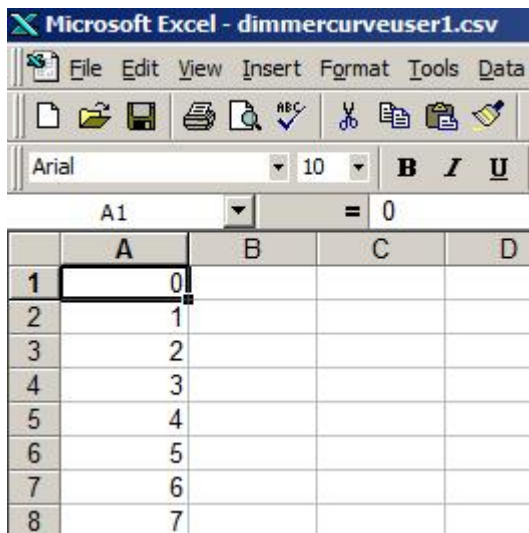 Microsoft Excel - dimmercurveuser1.csv
File Edit View Insert Format Tools Data
ABC
Arial 10 B I U
A1 = 0
A B C D
1 0
2 1
3 2
4 3
5 4
6 5
7 6
8 7